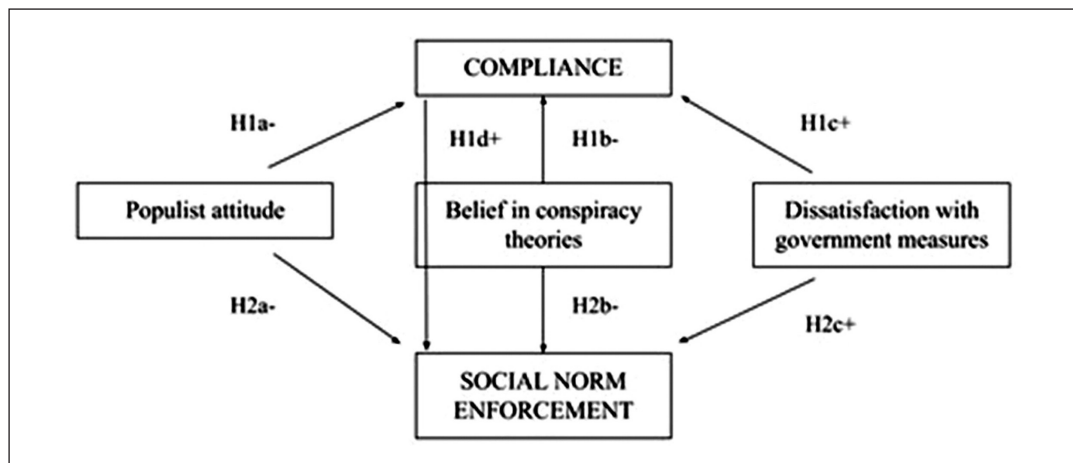 COMPLIANCE
H1a-
H1d+
H1b-
H1c+
Populist attitude
Belief in conspiracy
theories
Dissatisfaction with
government measures
H2a-
H2b-
H2c+
SOCIAL NORM
ENFORCEMENT